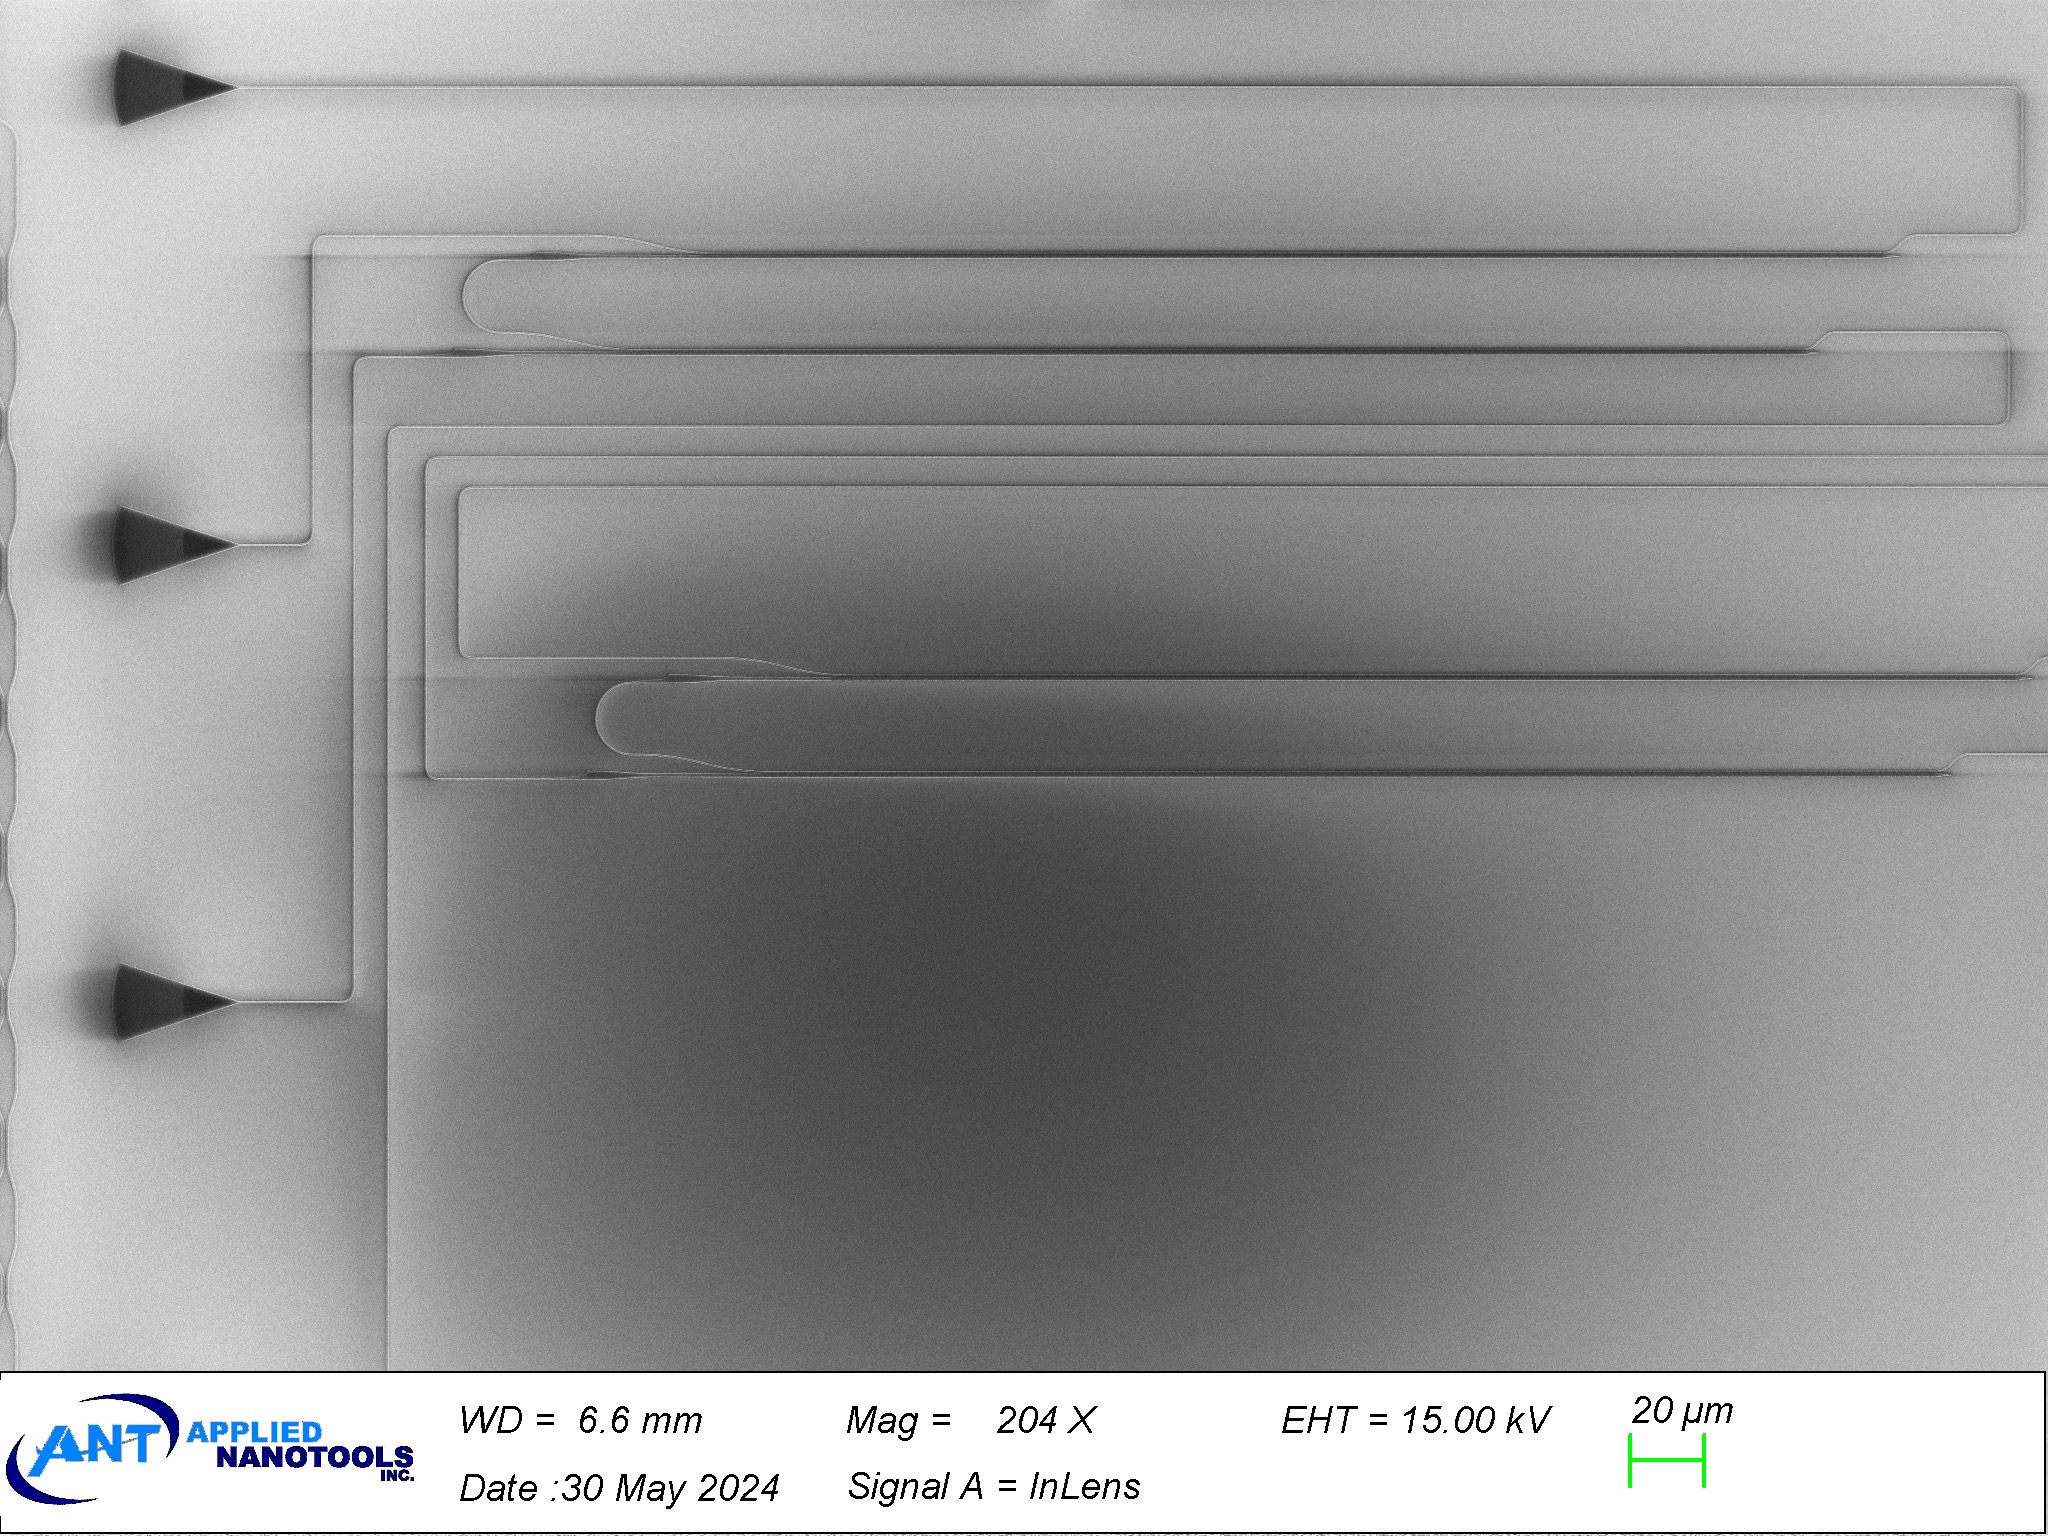 ANT APPLIED
NANOTOOLS
INC.
WD = 6.6 mm Mag = 204 X EHT = 15.00 kV 20 µm
Date :30 May 2024 Signal A = InLens